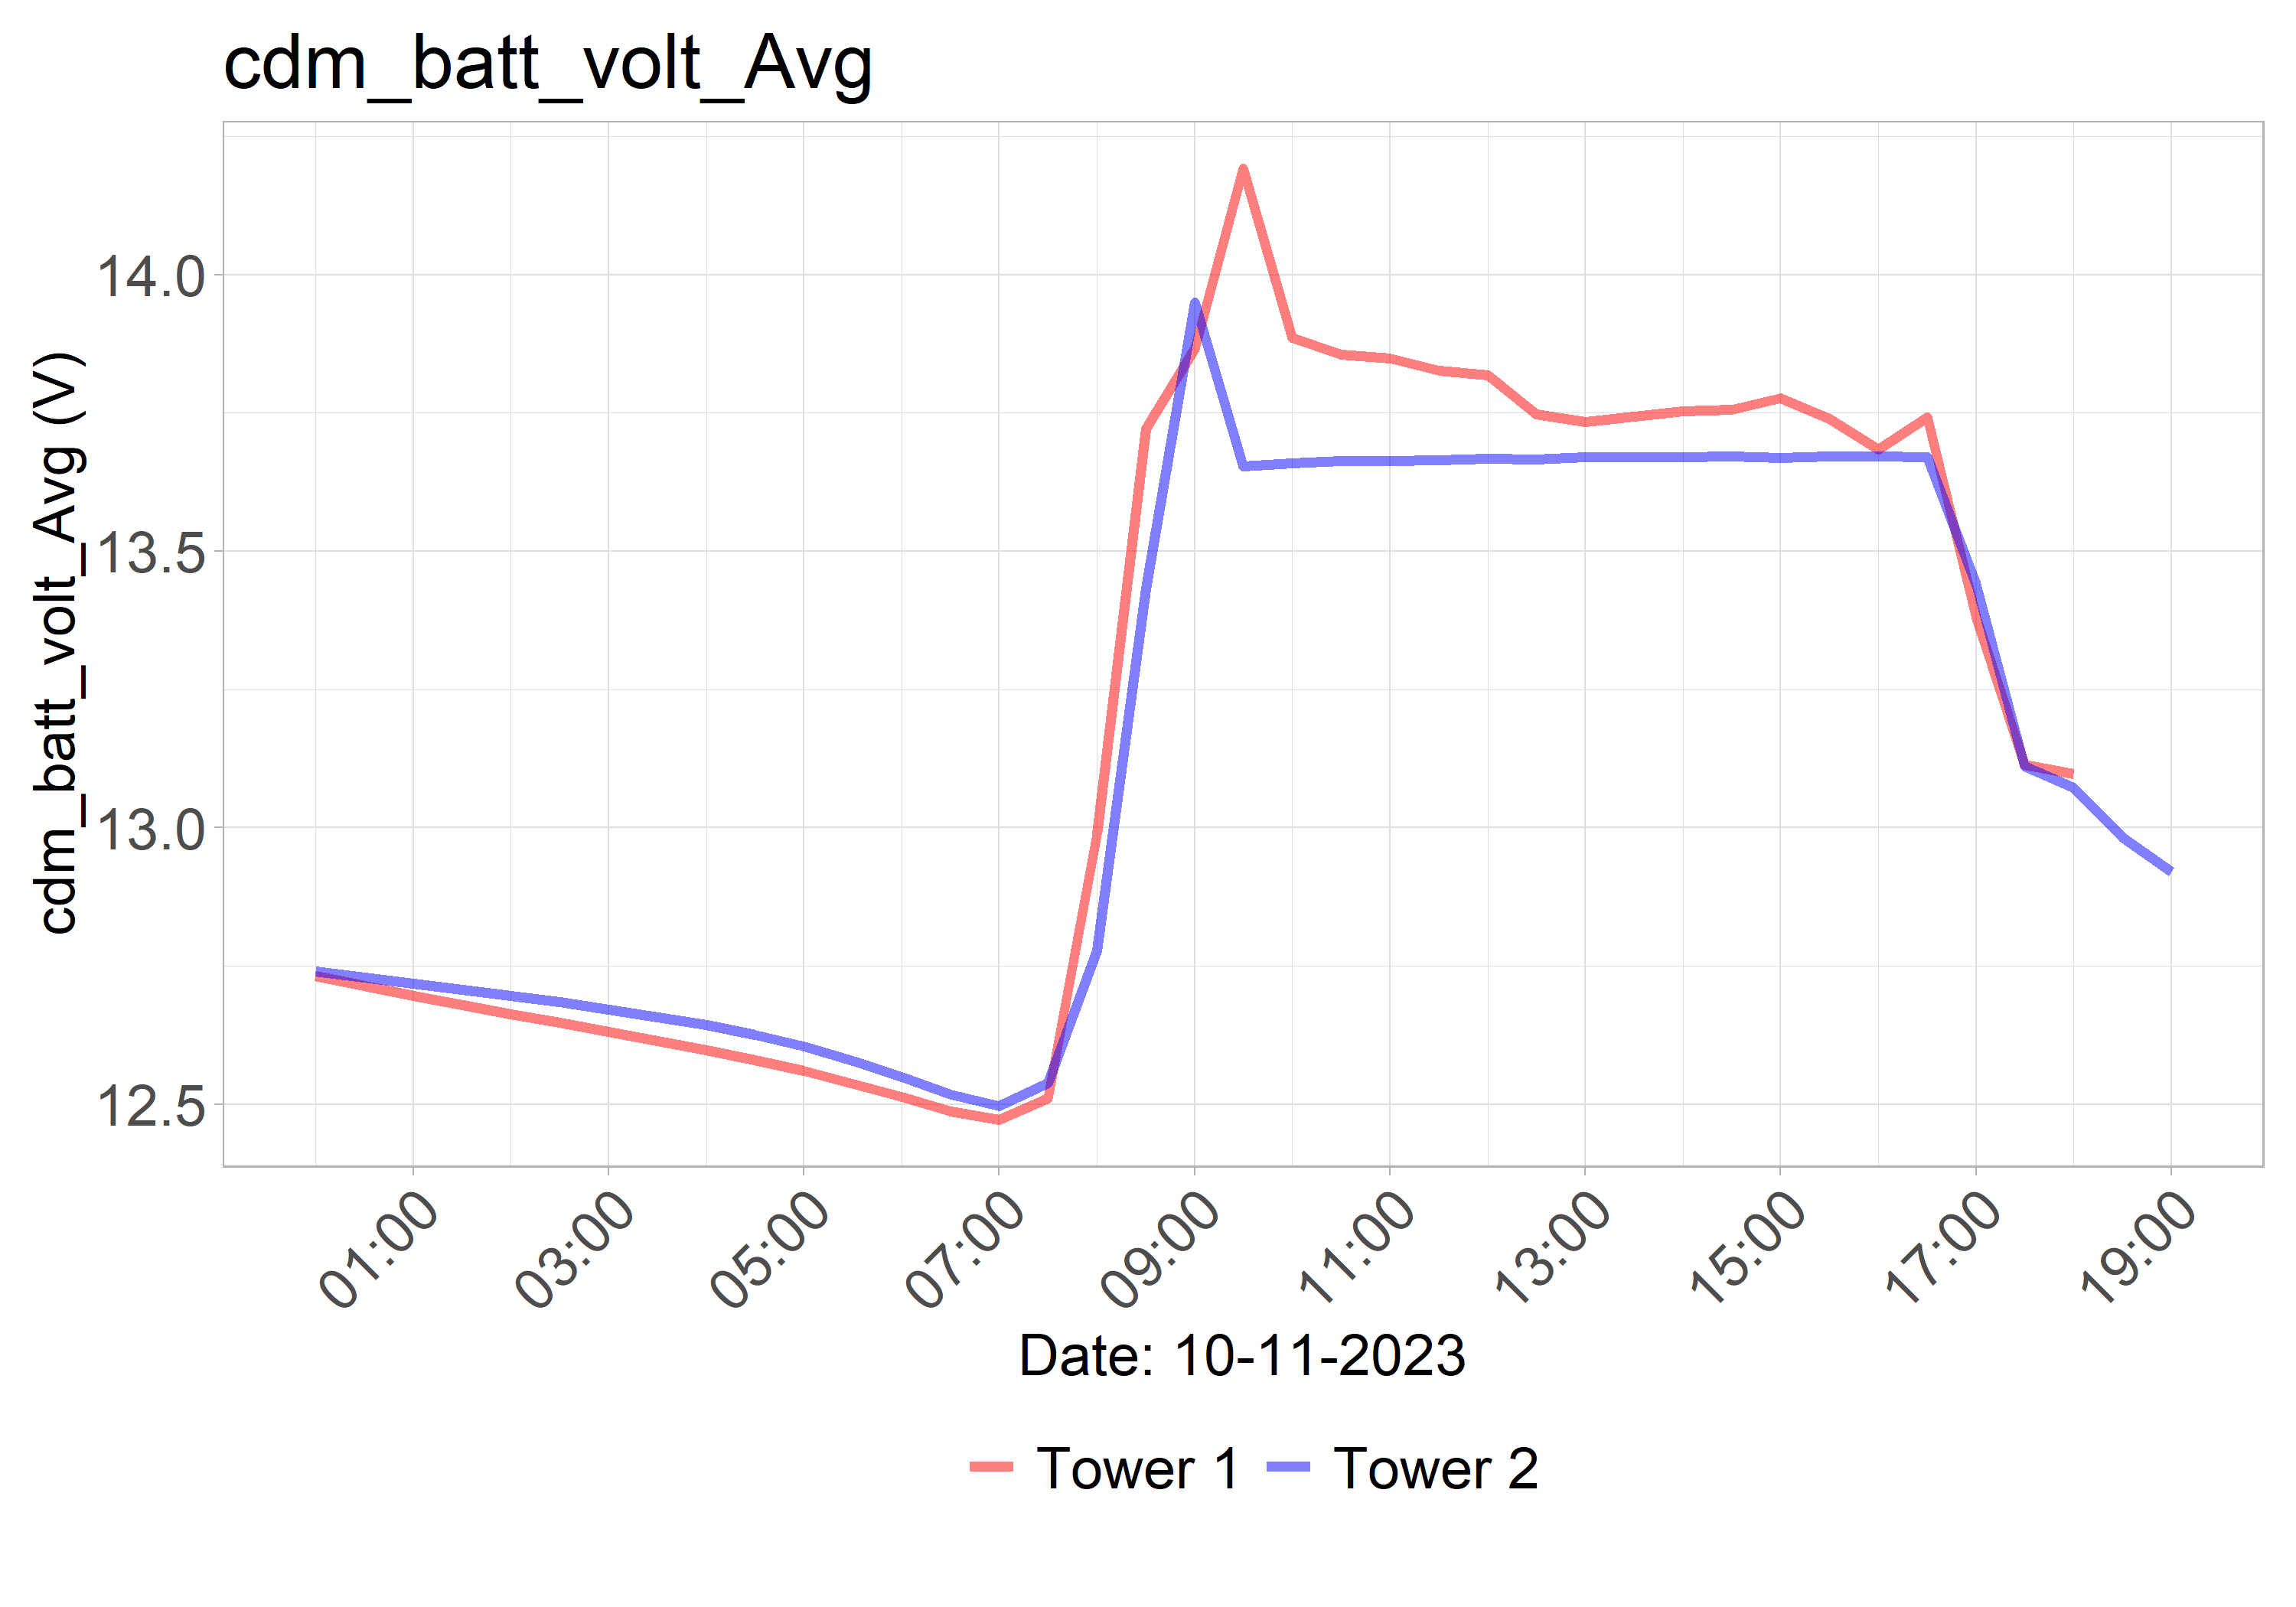 cdm_batt_volt_Avg
cdm_batt_volt_Avg (V)
14.0
13.5
13.0
12.5
01:00
03:00
05:00
07:00
09:00
11:00
13:00
15:00
17:00
19:00
Date: 10-11-2023
Tower 1
Tower 2